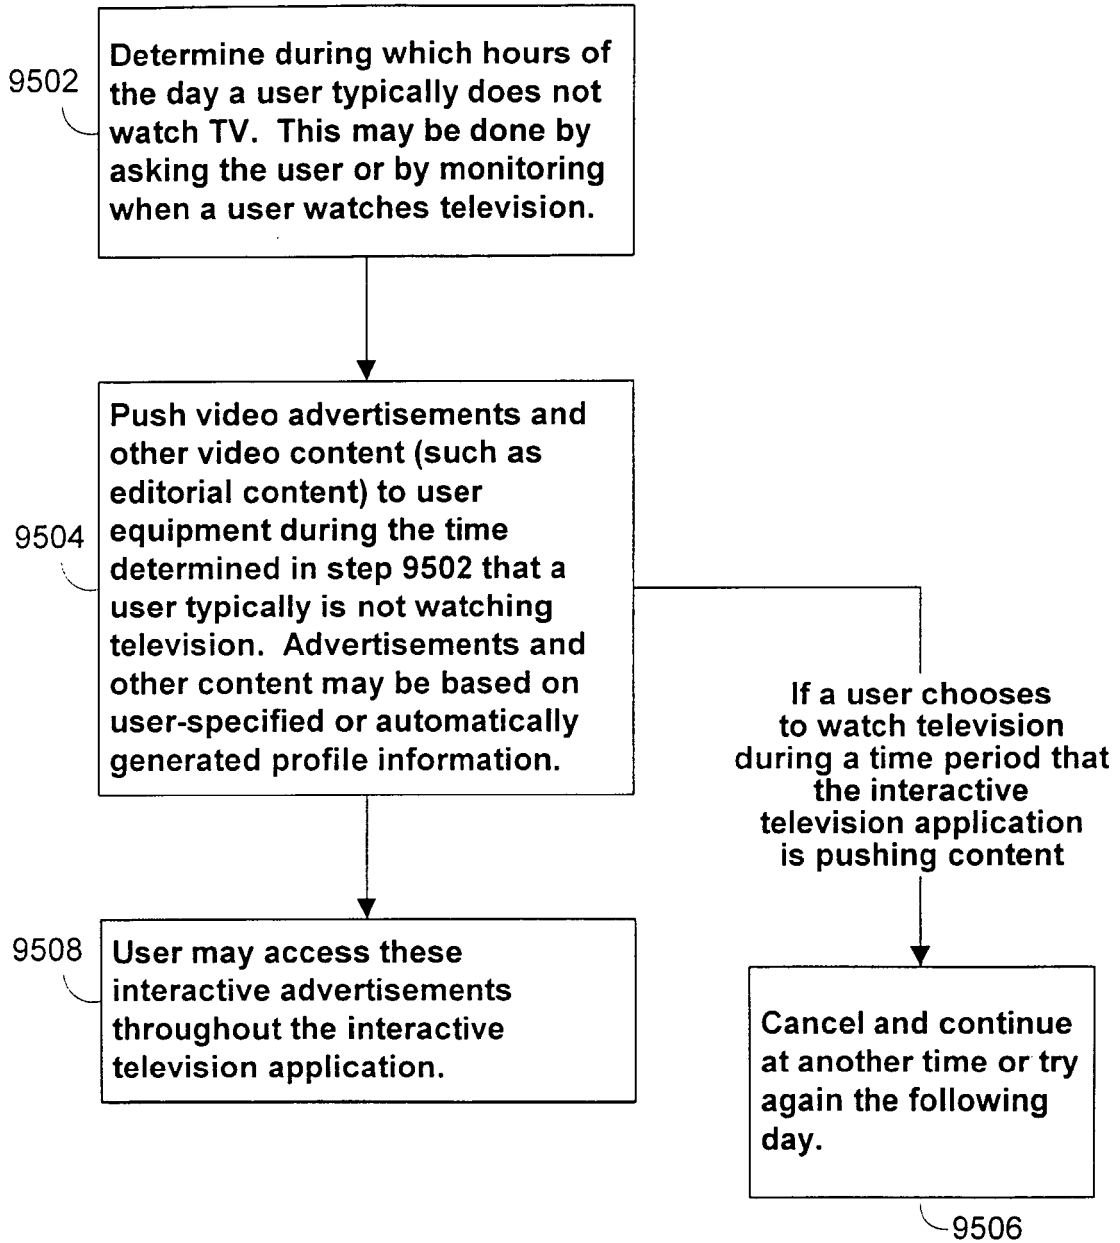 9502
Determine during which hours of
the day a user typically does not
watch TV. This may be done by
asking the user or by monitoring
when a user watches television.
9504
Push video advertisements and
other video content (such as
editorial content) to user
equipment during the time
determined in step 9502 that a
user typically is not watching
television. Advertisements and
other content may be based on
user-specified or automatically
generated profile information.
If a user chooses
to watch television
during a time period that
the interactive
television application
is pushing content
9508
User may access these
interactive advertisements
throughout the interactive
television application.
Cancel and continue
at another time or try
again the following
day.
9506